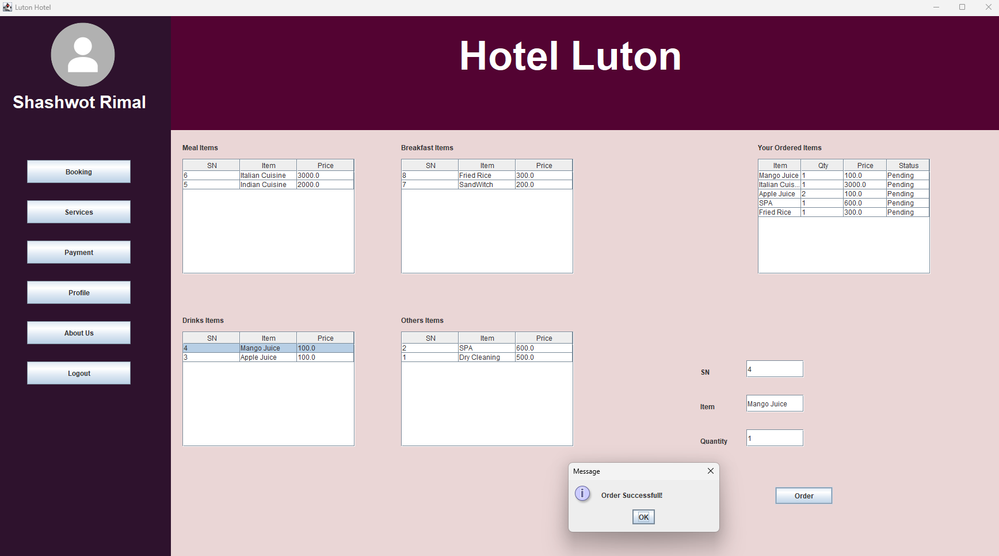 Luton Hotel
Hotel Luton
Shashwot Rimal
Booking
Services
Payment
Profile
About Us
Logout
Meal Items
SN Item Price
6 Italian Cuisine 3000.0
5 Indian Cuisine 2000.0
Breakfast Items
SN Item Price
8 Fried Rice 300.0
7 SandWitch 200.0
Your Ordered Items
Item Qty Price Status
Mango Juice 1 100.0 Pending
Italian Cuis... 1 3000.0 Pending
Apple Juice 2 100.0 Pending
SPA 1 600.0 Pending
Fried Rice 1 300.0 Pending
Drinks Items
SN Item Price
4 Mango Juice 100.0
3 Apple Juice 100.0
Others Items
SN Item Price
2 SPA 600.0
1 Dry Cleaning 500.0
SN 4
Item Mango Juice
Quantity 1
Message
i Order Successfull!
OK
Order